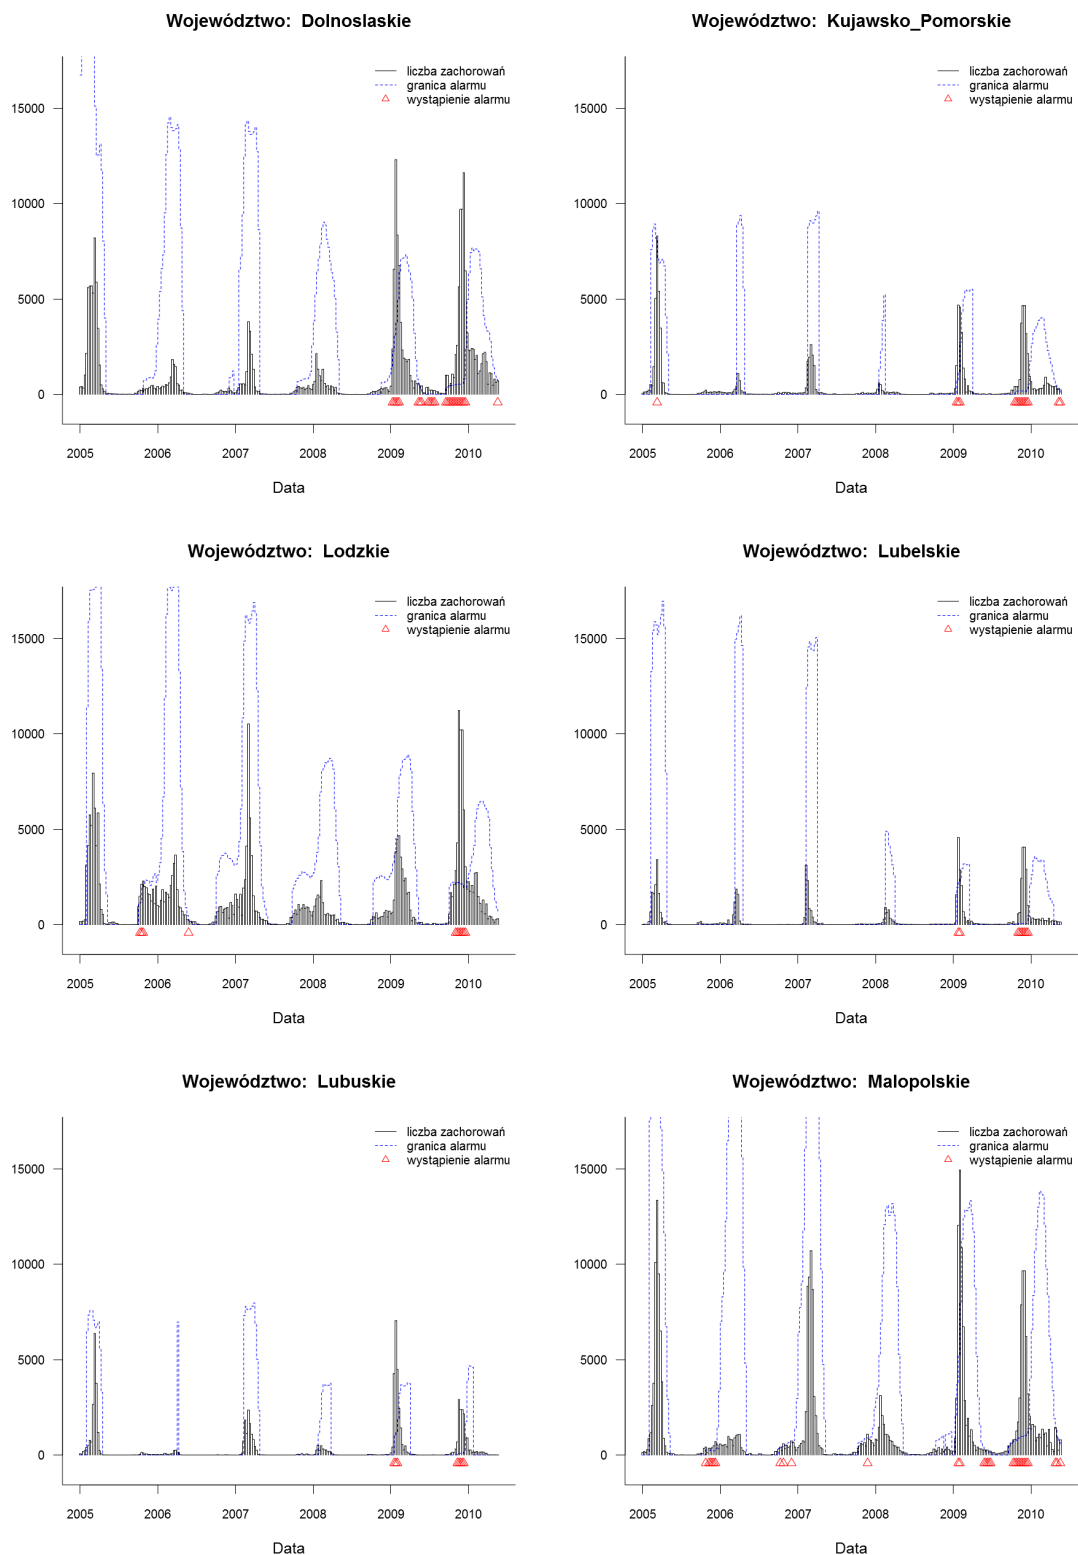 Województwo: Dolnoslaskie
liczba zachorowań
granica alarmu
wystąpienie alarmu
15000
10000
5000
0
2005 2006 2007 2008 2009 2010
Data
Województwo: Kujawsko_Pomorskie
liczba zachorowań
granica alarmu
wystąpienie alarmu
15000
10000
5000
0
2005 2006 2007 2008 2009 2010
Data
Województwo: Lodzkie
liczba zachorowań
granica alarmu
wystąpienie alarmu
15000
10000
5000
0
2005 2006 2007 2008 2009 2010
Data
Województwo: Lubelskie
liczba zachorowań
granica alarmu
wystąpienie alarmu
15000
10000
5000
0
2005 2006 2007 2008 2009 2010
Data
Województwo: Lubuskie
liczba zachorowań
granica alarmu
wystąpienie alarmu
15000
10000
5000
0
2005 2006 2007 2008 2009 2010
Data
Województwo: Malopolskie
liczba zachorowań
granica alarmu
wystąpienie alarmu
15000
10000
5000
0
2005 2006 2007 2008 2009 2010
Data